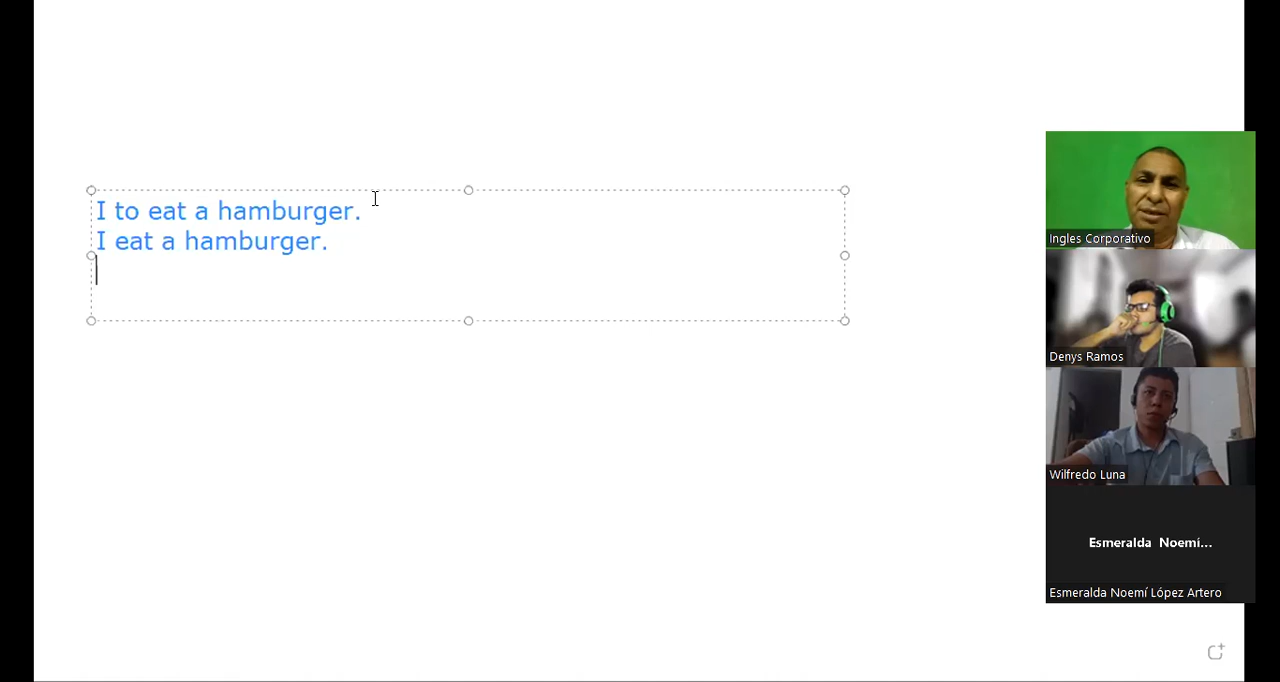 I to eat a hamburger.
I eat a hamburger.
Ingles Corporativo
Denys Ramos
Wilfredo Luna
Esmeralda Noemí...
Esmeralda Noemí López Artero